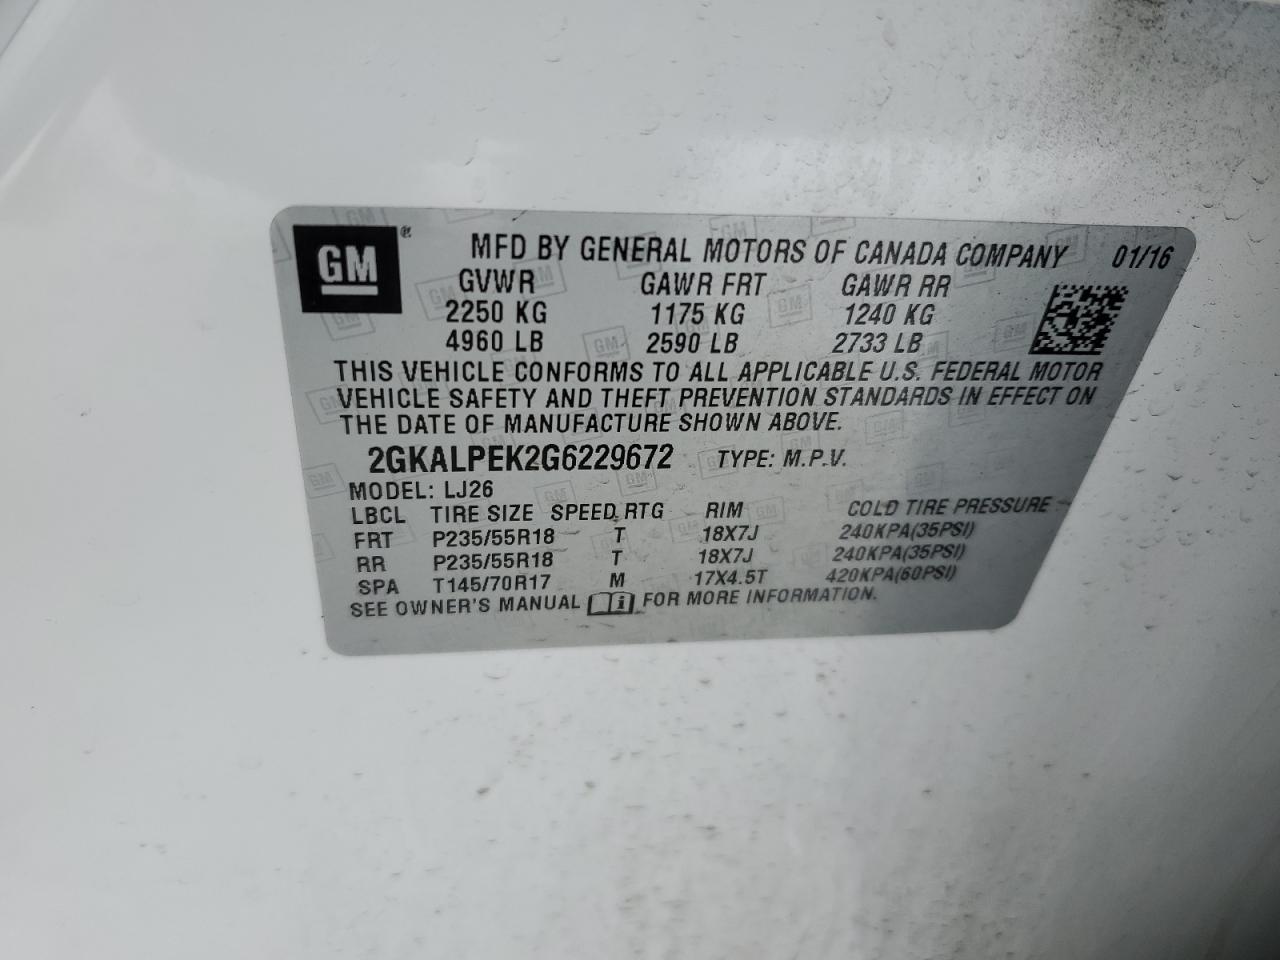 GM ®
MFD BY GENERAL MOTORS OF CANADA COMPANY 01/16
GVWR GAWR FRT GAWR RR
2250 KG 1175 KG 1240 KG
4960 LB 2590 LB 2733 LB
THIS VEHICLE CONFORMS TO ALL APPLICABLE U.S. FEDERAL MOTOR
VEHICLE SAFETY AND THEFT PREVENTION STANDARDS IN EFFECT ON
THE DATE OF MANUFACTURE SHOWN ABOVE.
2GKALPEK2G6229672 TYPE: M.P.V.
MODEL: LJ26
LBCL TIRE SIZE SPEED RTG RIM COLD TIRE PRESSURE
FRT P235/55R18 T 18X7J 240KPA(35PSI)
RR P235/55R18 T 18X7J 240KPA(35PSI)
SPA T145/70R17 M 17X4.5T 420KPA(60PSI)
SEE OWNER'S MANUAL i FOR MORE INFORMATION.